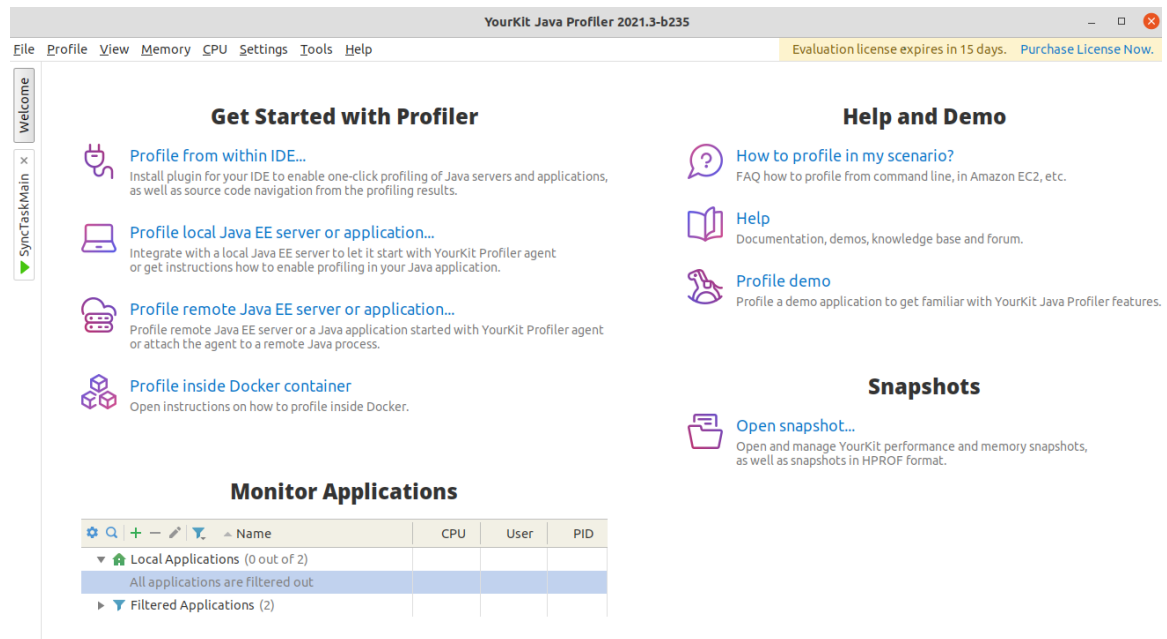 YourKit Java Profiler 2021.3-b235
File Profile View Memory CPU Settings Tools Help
Evaluation license expires in 15 days. Purchase License Now.
Welcome
SyncTaskMain
Get Started with Profiler
Profile from within IDE...
Install plugin for your IDE to enable one-click profiling of Java servers and applications,
as well as source code navigation from the profiling results.
Profile local Java EE server or application...
Integrate with a local Java EE server to let it start with YourKit Profiler agent
or get instructions how to enable profiling in your Java application.
Profile remote Java EE server or application...
Profile remote Java EE server or a Java application started with YourKit Profiler agent
or attach the agent to a remote Java process.
Profile inside Docker container
Open instructions on how to profile inside Docker.
Monitor Applications
Name CPU User PID
Local Applications (0 out of 2)
All applications are filtered out
Filtered Applications (2)
Help and Demo
How to profile in my scenario?
FAQ how to profile from command line, in Amazon EC2, etc.
Help
Documentation, demos, knowledge base and forum.
Profile demo
Profile a demo application to get familiar with YourKit Java Profiler features.
Snapshots
Open snapshot...
Open and manage YourKit performance and memory snapshots,
as well as snapshots in HPROF format.